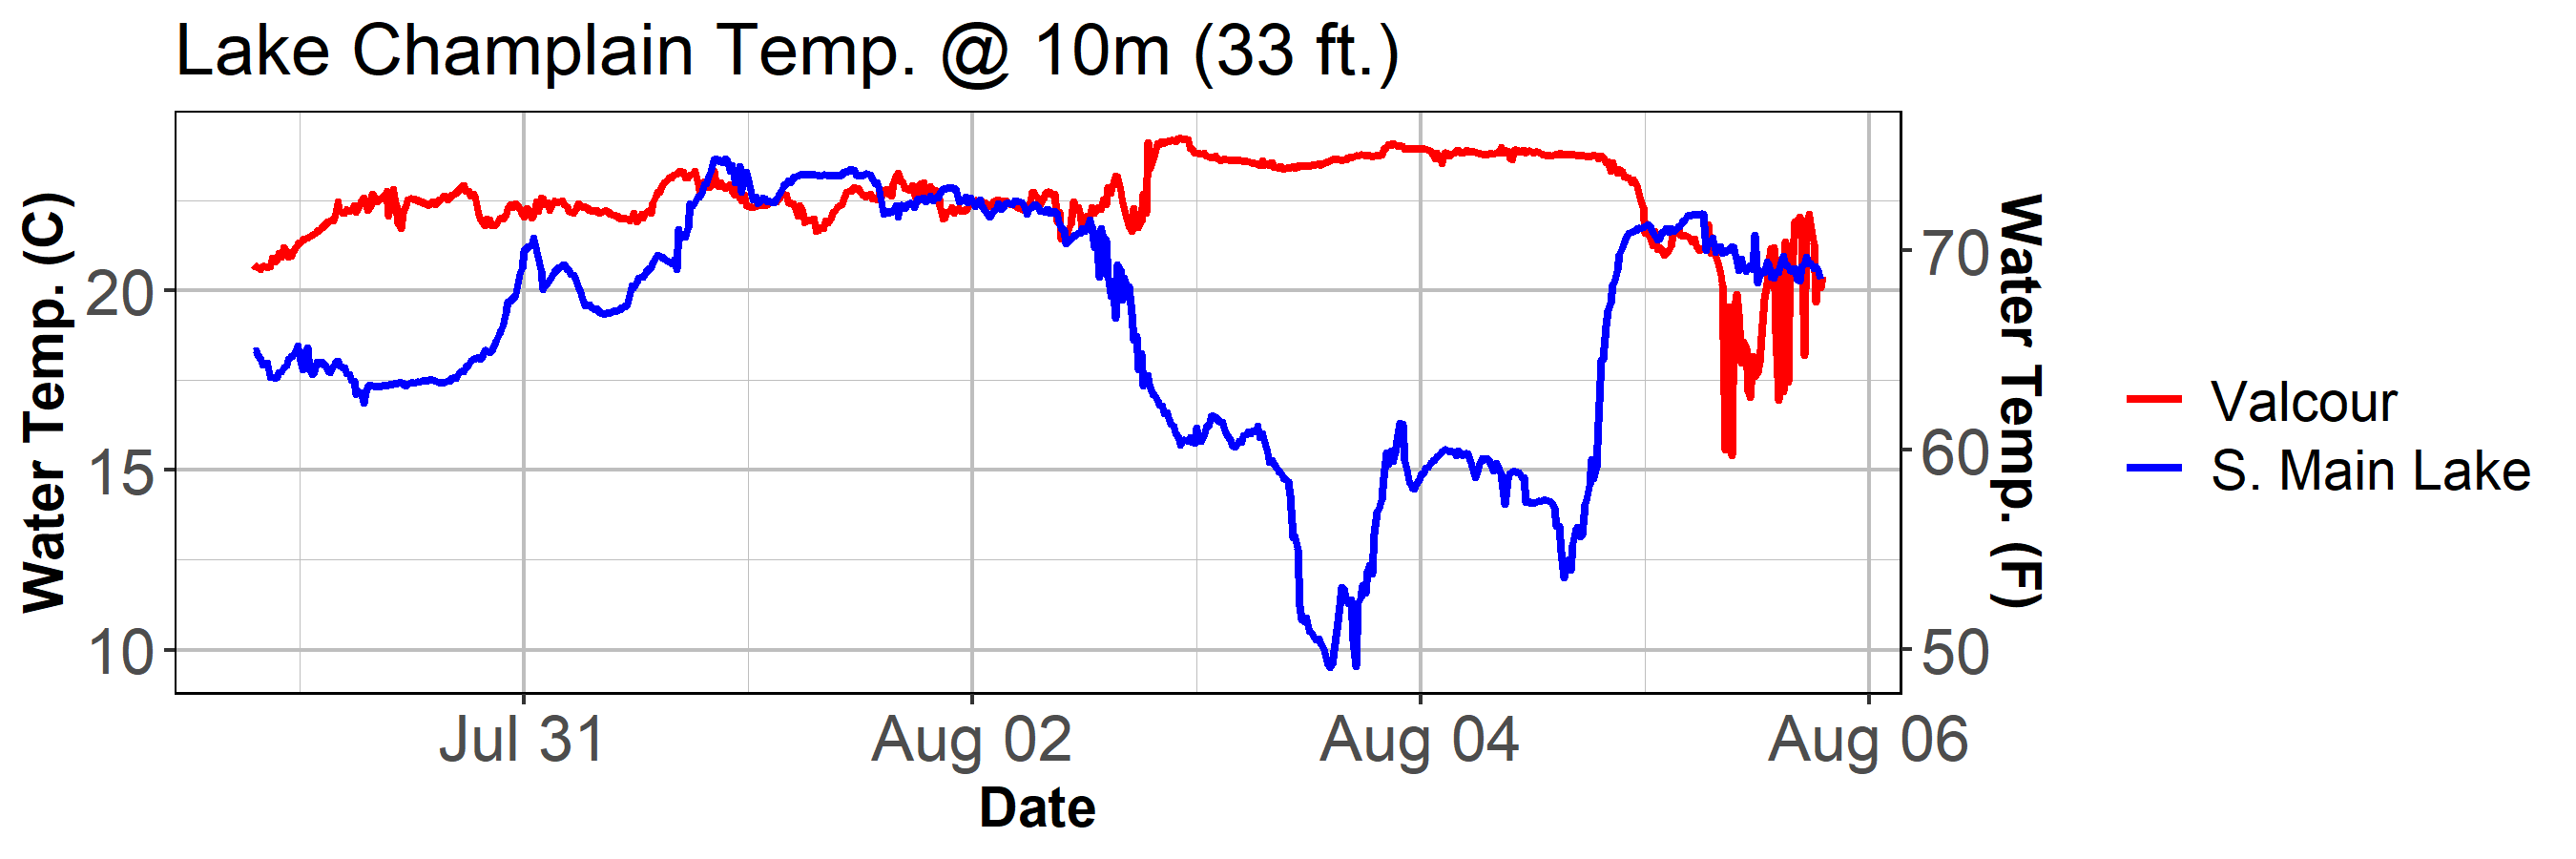 Lake Champlain Temp. @ 10m (33 ft.)
Water Temp. (C)
20
15
10
70
60
50
Water Temp. (F)
Jul 31
Aug 02
Aug 04
Aug 06
Date
Valcour
S. Main Lake